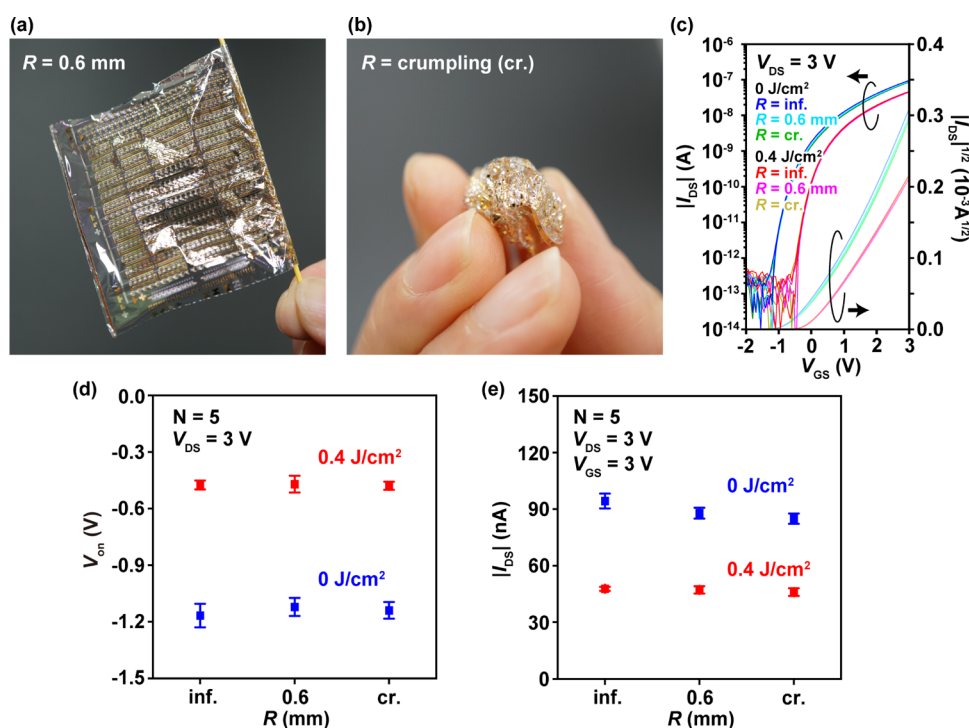 (a)
R = 0.6 mm
(b)
R = crumpling (cr.)
(c)
V_DS = 3 V
0 J/cm²
R = inf.
R = 0.6 mm
R = cr.
0.4 J/cm²
R = inf.
R = 0.6 mm
R = cr.
10⁻⁶
10⁻⁷
10⁻⁸
10⁻⁹
10⁻¹⁰
10⁻¹¹
10⁻¹²
10⁻¹³
10⁻¹⁴
|I_DS| (A)
0.4
0.3
0.2
0.1
0.0
|I_DS|^1/2 (10⁻³A^1/2)
-2 -1 0 1 2 3
V_GS (V)
(d)
N = 5
V_DS = 3 V
0.4 J/cm²
0 J/cm²
0.0
-0.3
-0.6
-0.9
-1.2
-1.5
V_on (V)
inf. 0.6 cr.
R (mm)
(e)
N = 5
V_DS = 3 V
V_GS = 3 V
0 J/cm²
0.4 J/cm²
150
120
90
60
30
0
|I_DS| (nA)
inf. 0.6 cr.
R (mm)